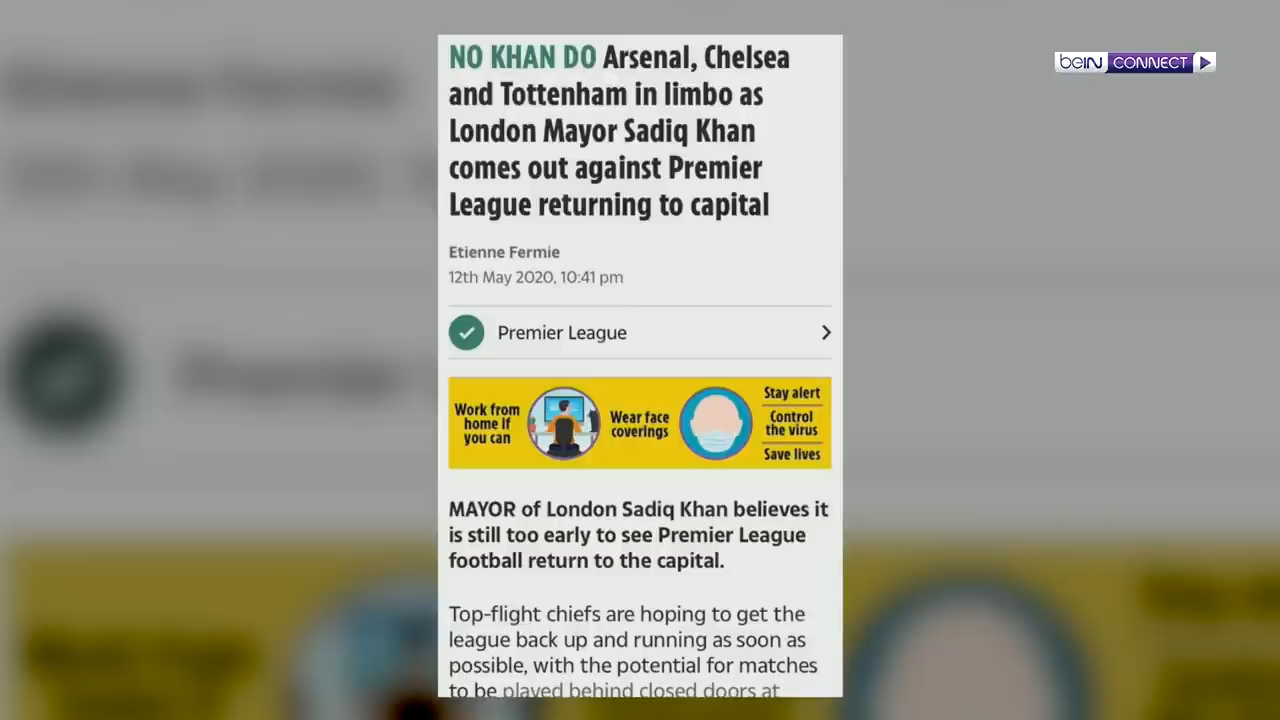 beIN CONNECT
NO KHAN DO Arsenal, Chelsea
and Tottenham in limbo as
London Mayor Sadiq Khan
comes out against Premier
League returning to capital
Etienne Fermie
12th May 2020, 10:41 pm
Premier League
Work from
home if
you can
Wear face
coverings
Stay alert
Control
the virus
Save lives
MAYOR of London Sadiq Khan believes it
is still too early to see Premier League
football return to the capital.
Top-flight chiefs are hoping to get the
league back up and running as soon as
possible, with the potential for matches
to be played behind closed doors at